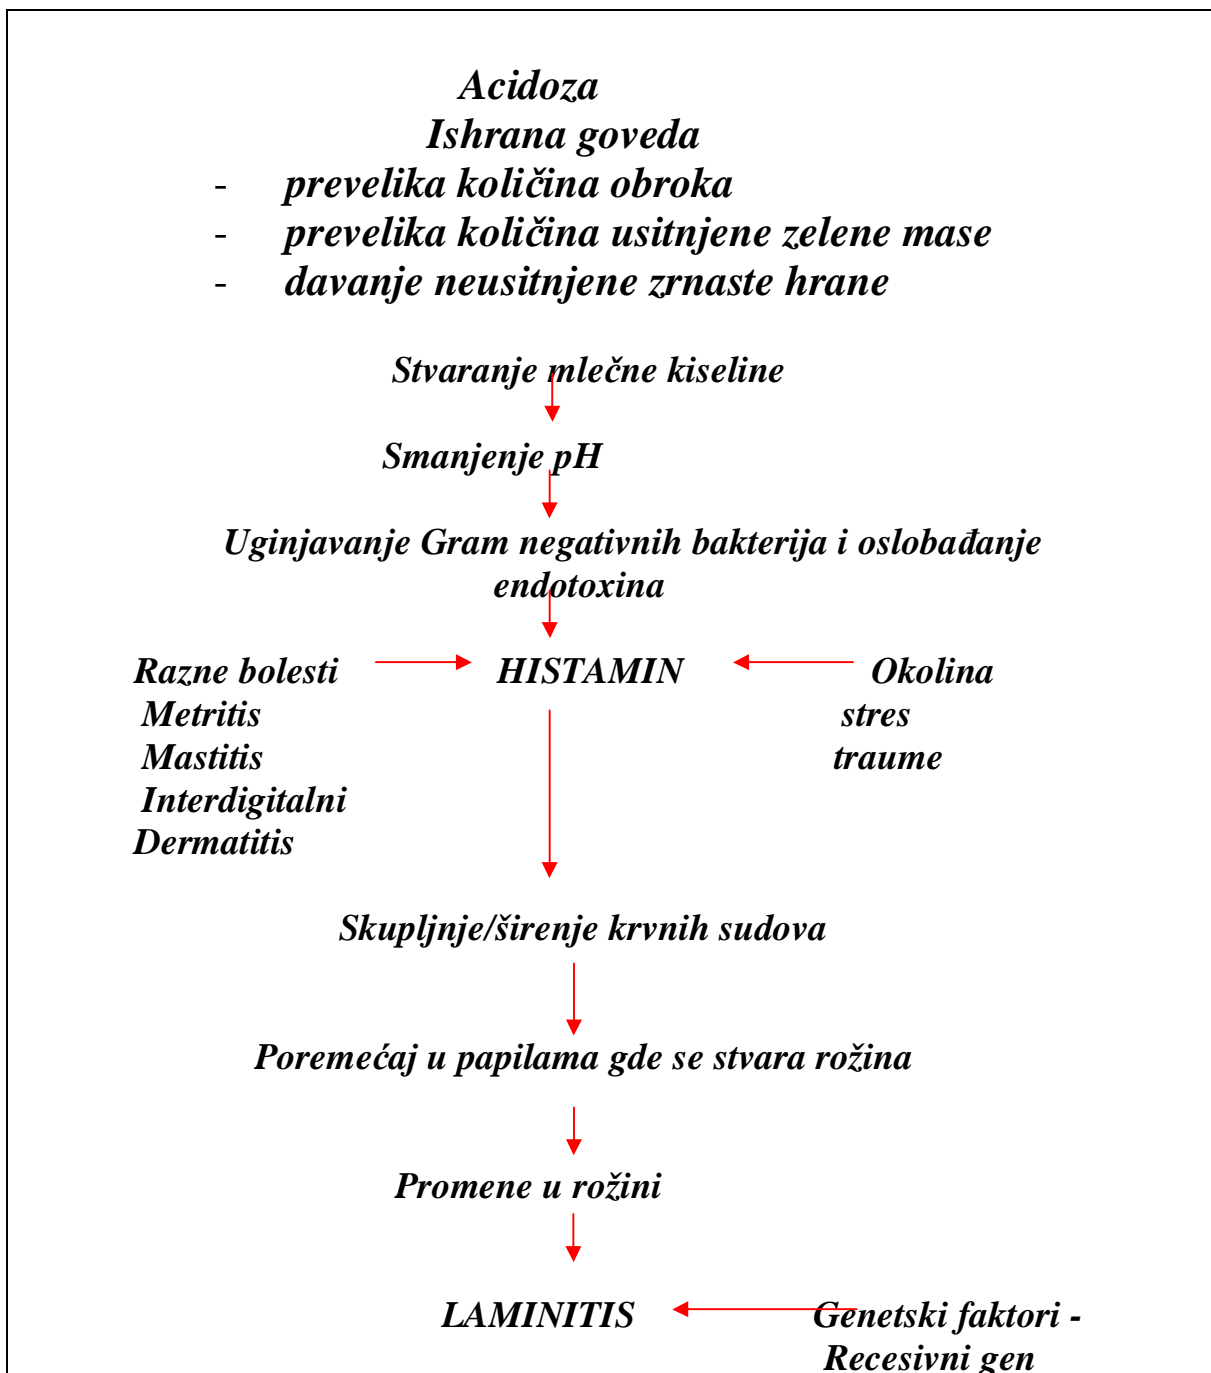 Acidoza
Ishrana goveda
- prevelika količina obroka
- prevelika količina usitnjene zelene mase
- davanje neusitnjene zrnaste hrane
Stvaranje mlečne kiseline
Smanjenje pH
Uginjavanje Gram negativnih bakterija i oslobađanje
endotoxina
Razne bolesti HISTAMIN Okolina
Metritis stres
Mastitis traume
Interdigitalni
Dermatitis
Skupljnje/širenje krvnih sudova
Poremećaj u papilama gde se stvara rožina
Promene u rožini
LAMINITIS Genetski faktori -
Recesivni gen